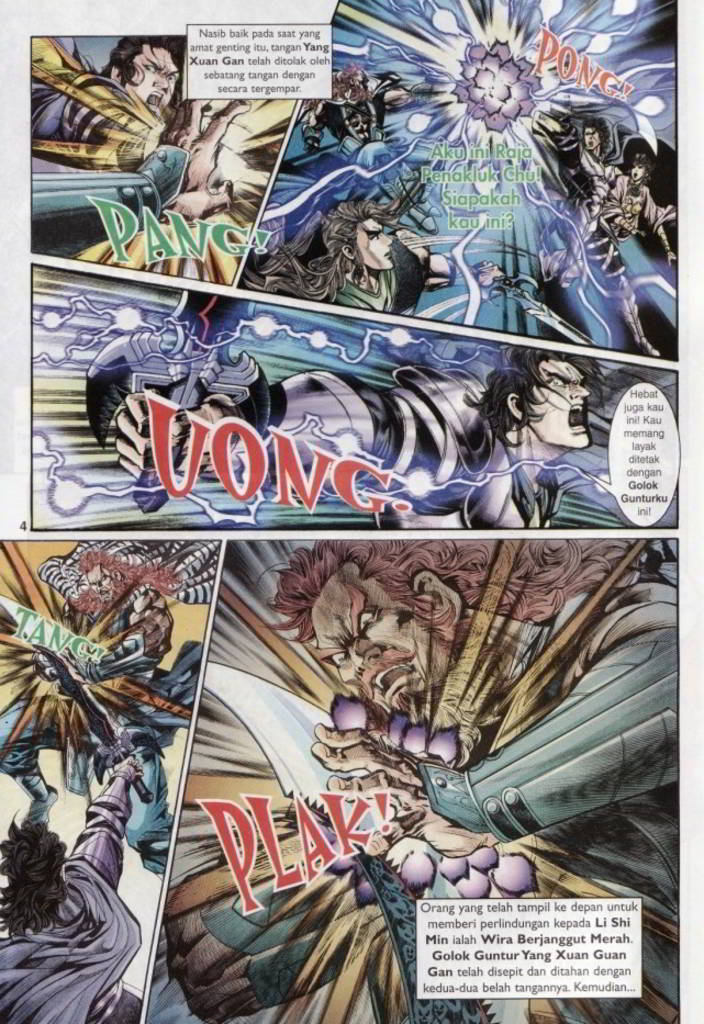 Nasib baik pada saat yang
amat genting itu, tangan Yang
Xuan Gan telah ditolak oleh
sebatang tangan dengan
secara tergempar.
PANG!
PONG!
Aku ini Raja
Penakluk Chu!
Siapakah
kau ini?
UONG.
Hebat
juga kau
ini! Kau
memang
layak
ditetak
dengan
Golok
Gunturku
ini!
4
TANG!
PLAK!
Orang yang telah tampil ke depan untuk
memberi perlindungan kepada Li Shi
Min ialah Wira Berjanggut Merah.
Golok Guntur Yang Xuan Guan
Gan telah disepit dan ditahan dengan
kedua-dua belah tangannya. Kemudian...